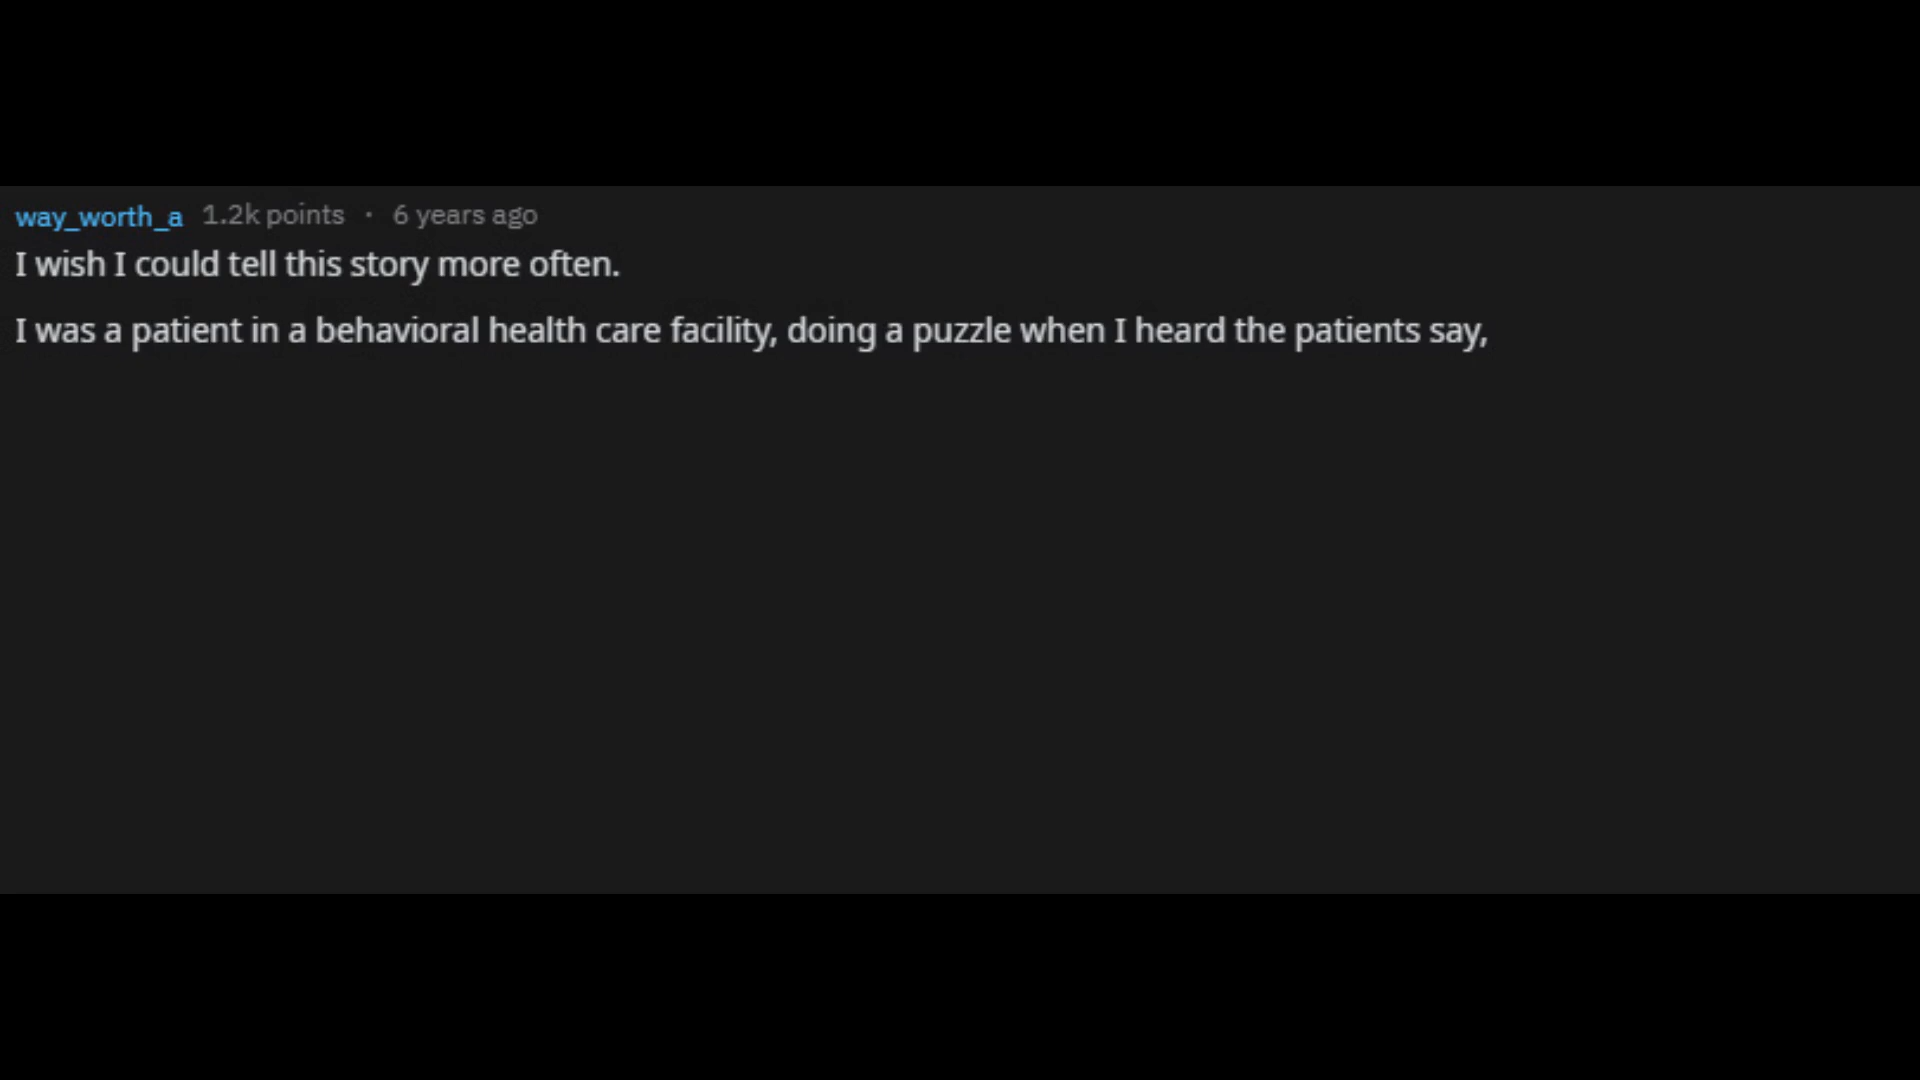 way_worth_a 1.2k points · 6 years ago
I wish I could tell this story more often.
I was a patient in a behavioral health care facility, doing a puzzle when I heard the patients say,